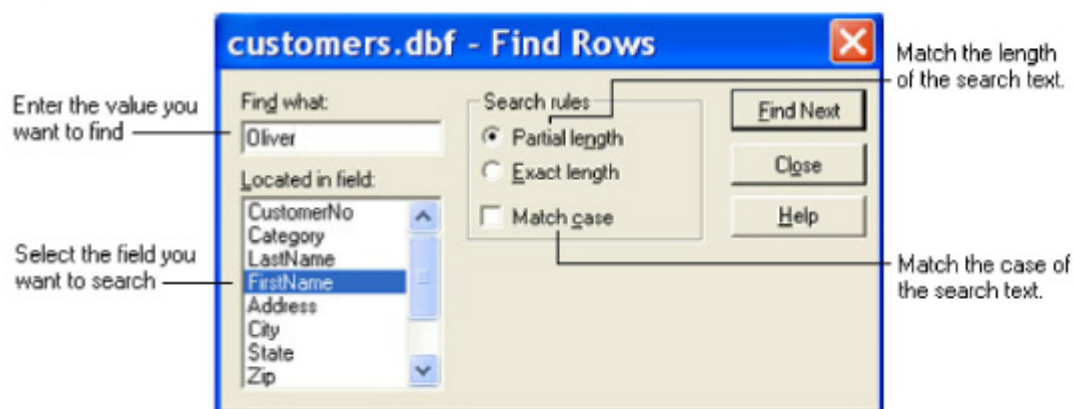 customers.dbf - Find Rows
Match the length
of the search text.
Enter the value you
want to find
Find what:
Oliver
Search rules
Partial length
Exact length
Match case
Find Next
Close
Help
Located in field:
CustomerNo
Category
LastName
FirstName
Address
City
State
Zip
Select the field you
want to search
Match the case of
the search text.